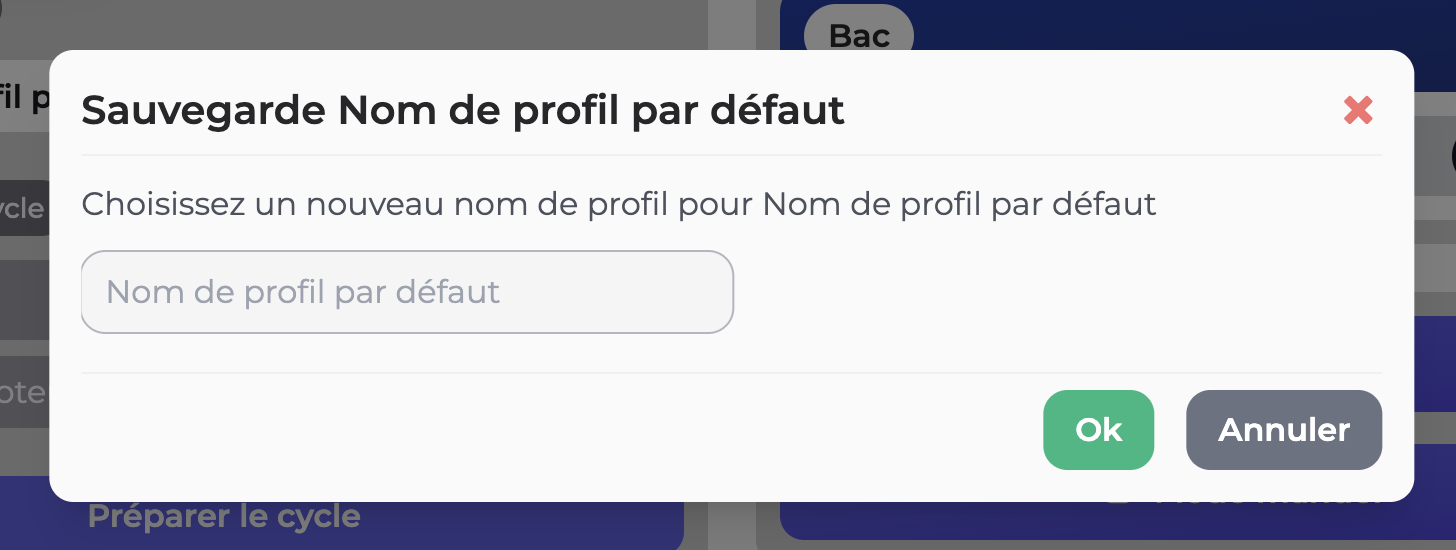 Bac
fil p
Sauvegarde Nom de profil par défaut
Choisissez un nouveau nom de profil pour Nom de profil par défaut
ycle
Nom de profil par défaut
ote
Ok
Annuler
Préparer le cycle